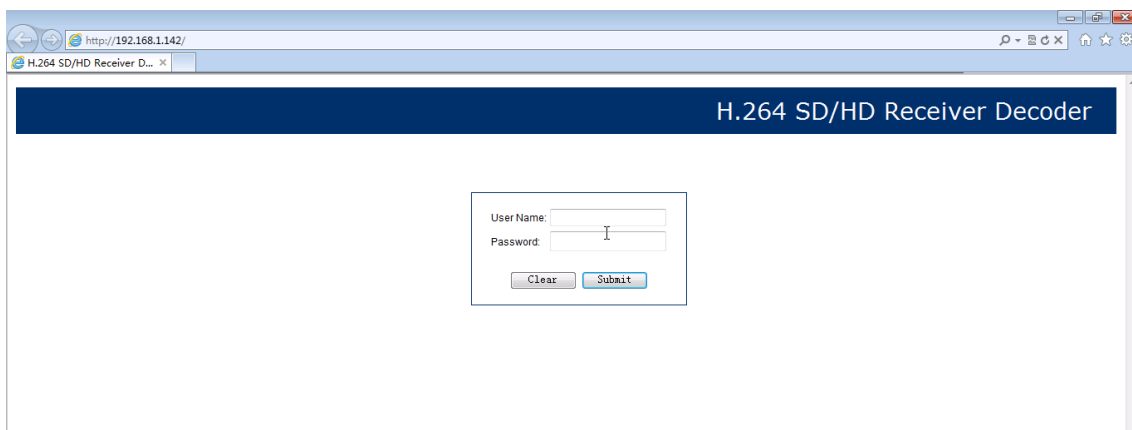 http://192.168.1.142/
H.264 SD/HD Receiver D...
H.264 SD/HD Receiver Decoder
User Name:
Password:
Clear Submit